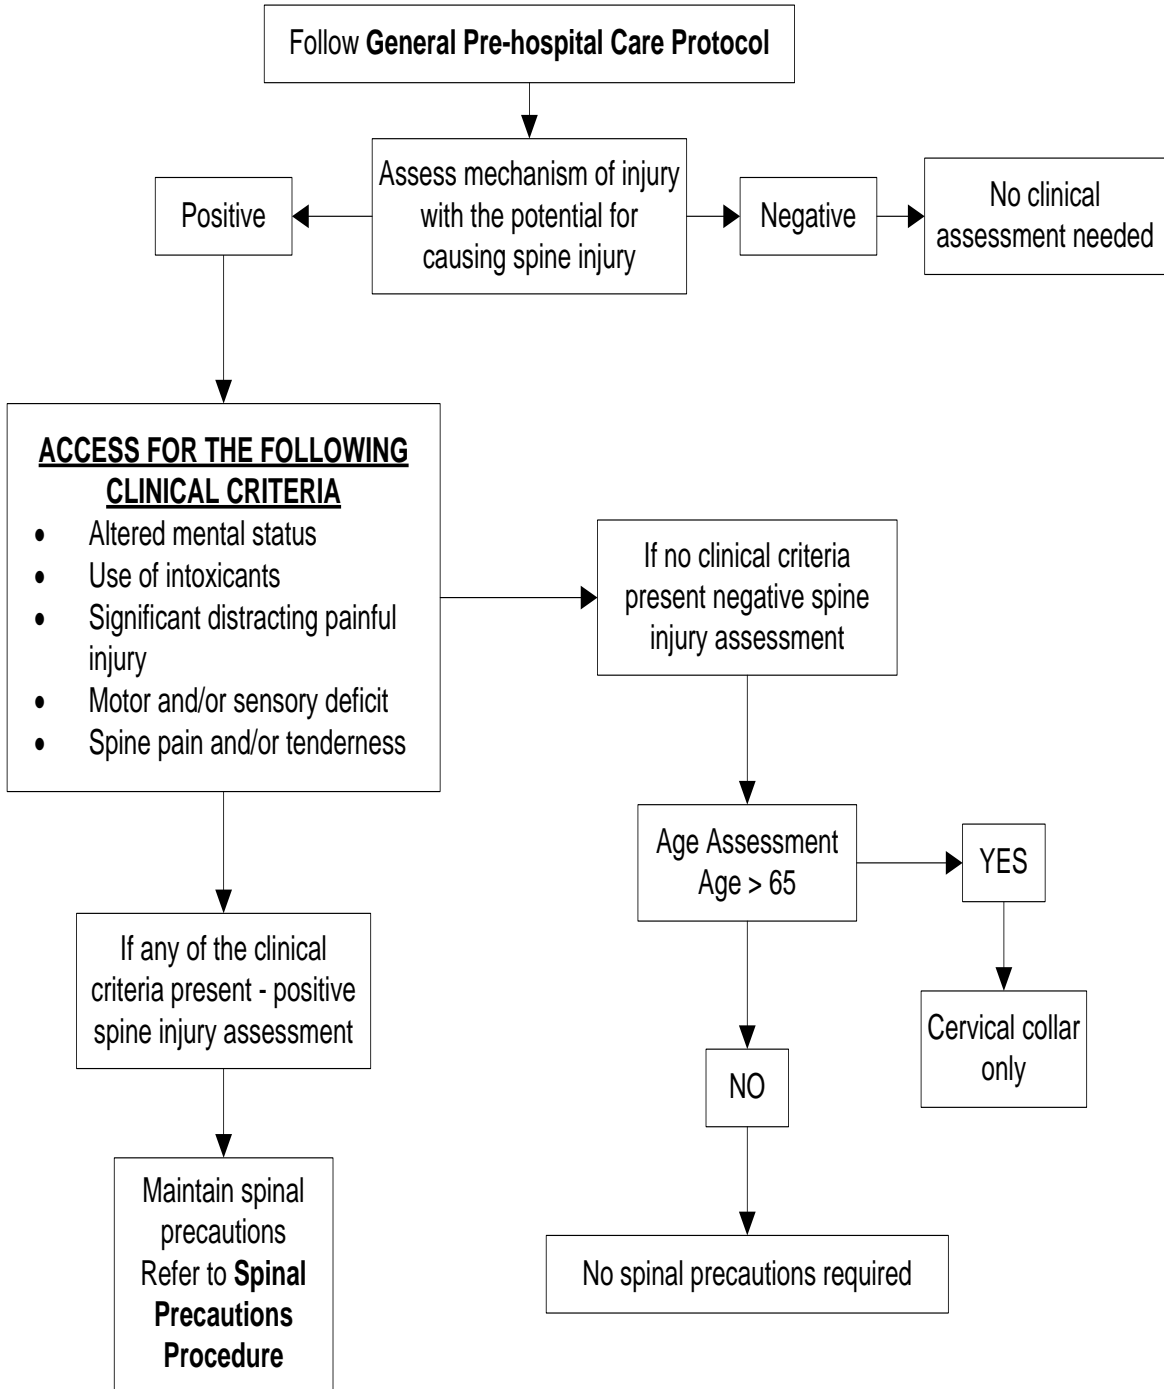 Follow General Pre-hospital Care Protocol
Assess mechanism of injury
with the potential for
causing spine injury
Positive
Negative
No clinical
assessment needed
ACCESS FOR THE FOLLOWING
CLINICAL CRITERIA
• Altered mental status
• Use of intoxicants
• Significant distracting painful
injury
• Motor and/or sensory deficit
• Spine pain and/or tenderness
If no clinical criteria
present negative spine
injury assessment
Age Assessment
Age > 65
YES
Cervical collar
only
NO
No spinal precautions required
If any of the clinical
criteria present - positive
spine injury assessment
Maintain spinal
precautions
Refer to Spinal
Precautions
Procedure